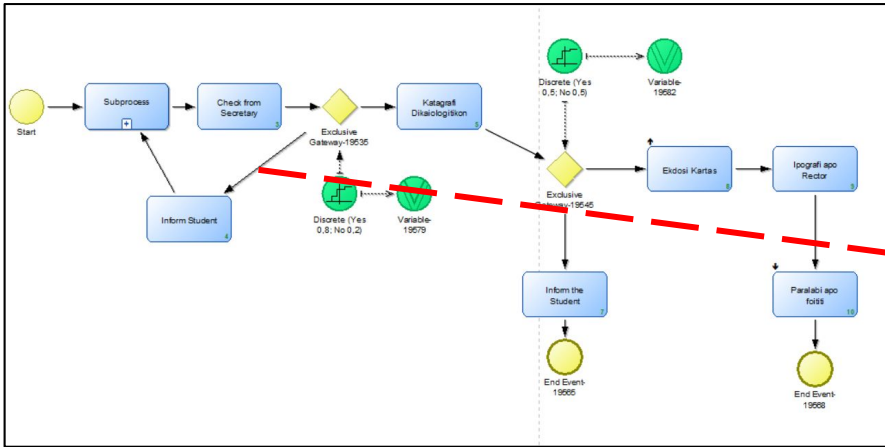 Start
Subprocess
Check from
Secretary
3
Exclusive
Gateway-19535
Katagrafi
Dikaiologitikon
5
Inform Student
4
Discrete (Yes
0,8; No 0,2)
Variable-
19579
Discrete (Yes
0,5; No 0,5)
Variable-
19582
Exclusive
Gateway-19545
Ekdosi Kartas
8
Ipografi apo
Rector
9
Inform the
Student
7
Paralabi apo
foititi
10
End Event-
19565
End Event-
19568